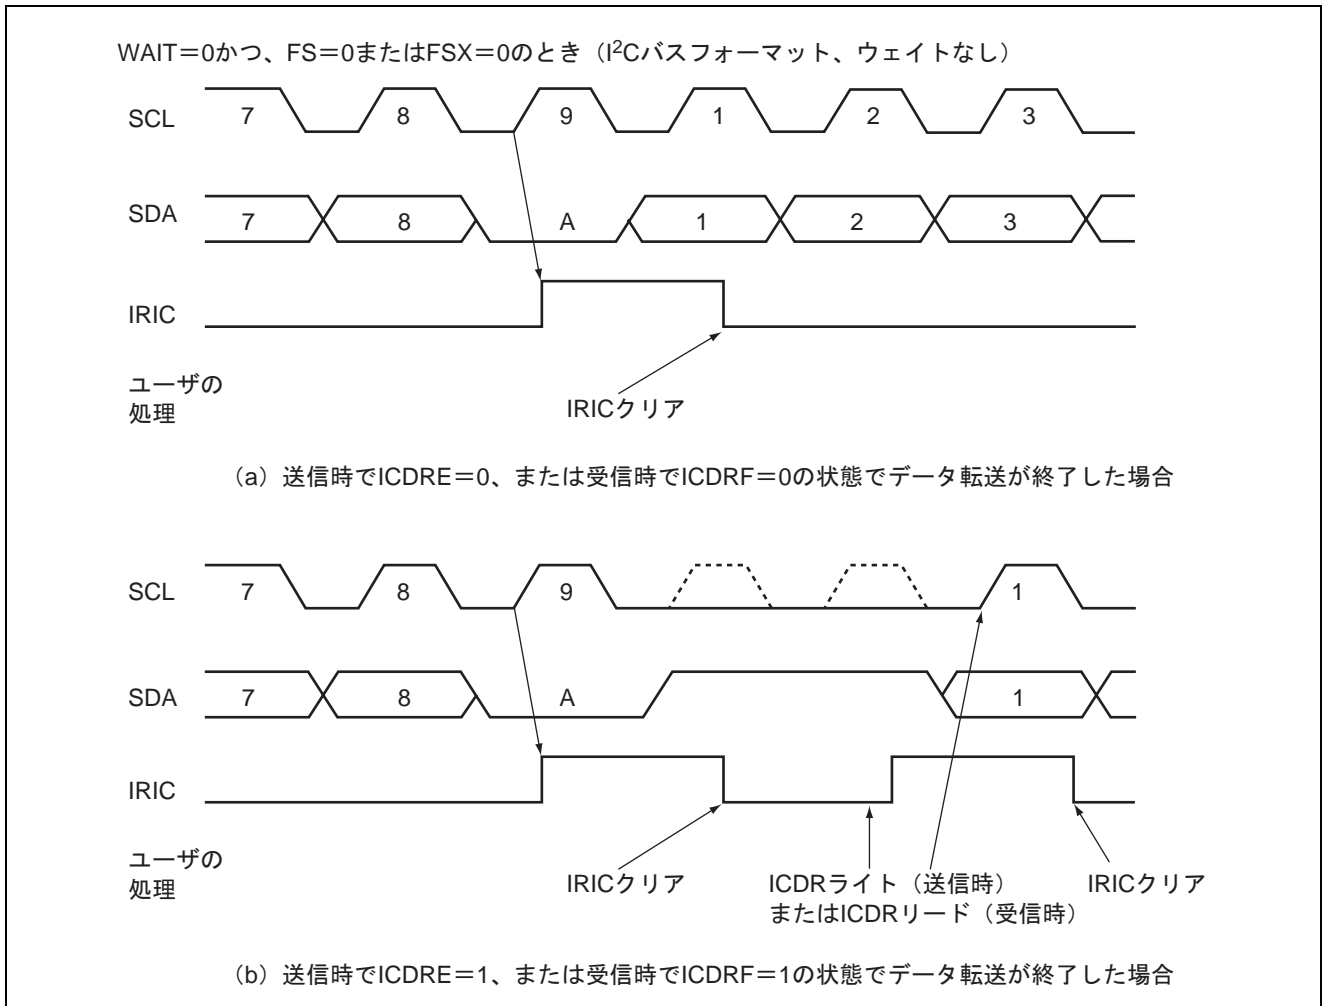 WAIT＝0かつ、FS＝0またはFSX＝0のとき（I²Cバスフォーマット、ウェイトなし）
SCL 7 8 9 1 2 3
SDA 7 8 A 1 2 3
IRIC
ユーザの
処理
IRICクリア
（a）送信時でICDRE＝0、または受信時でICDRF＝0の状態でデータ転送が終了した場合
SCL 7 8 9 1
SDA 7 8 A 1
IRIC
ユーザの
処理
IRICクリア
ICDRライト（送信時）
またはICDRリード（受信時）
IRICクリア
（b）送信時でICDRE＝1、または受信時でICDRF＝1の状態でデータ転送が終了した場合